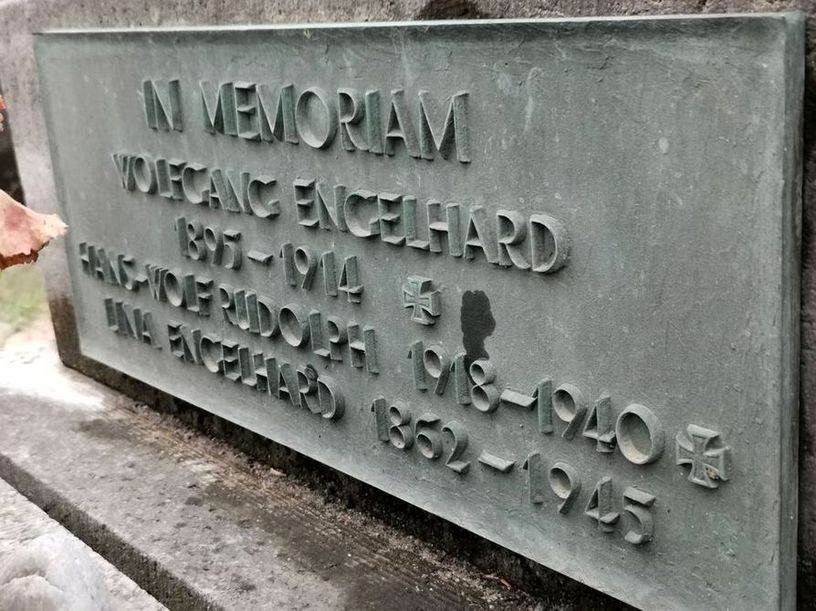 IN MEMORIAM
WOLFGANG ENGELHARD
1895 – 1914
HANS-WOLF RUDOLPH 1918 – 1940
LINA ENGELHARD 1862 – 1945